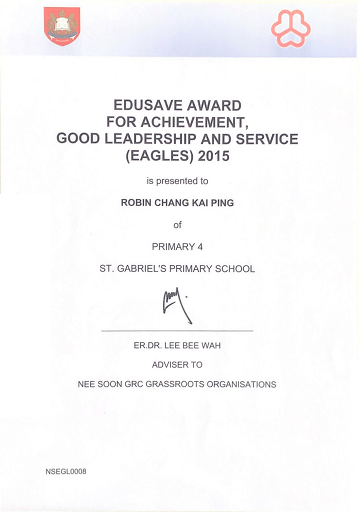 EDUSAVE AWARD
FOR ACHIEVEMENT,
GOOD LEADERSHIP AND SERVICE
(EAGLES) 2015
is presented to
ROBIN CHANG KAI PING
of
PRIMARY 4
ST. GABRIEL'S PRIMARY SCHOOL
ER.DR. LEE BEE WAH
ADVISER TO
NEE SOON GRC GRASSROOTS ORGANISATIONS
NSEGL0008